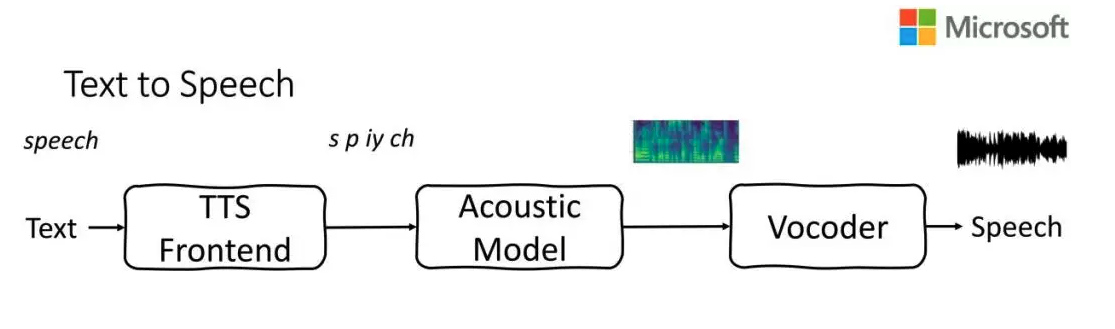 Microsoft
Text to Speech
speech
s p iy ch
Text
TTS
Frontend
Acoustic
Model
Vocoder
Speech